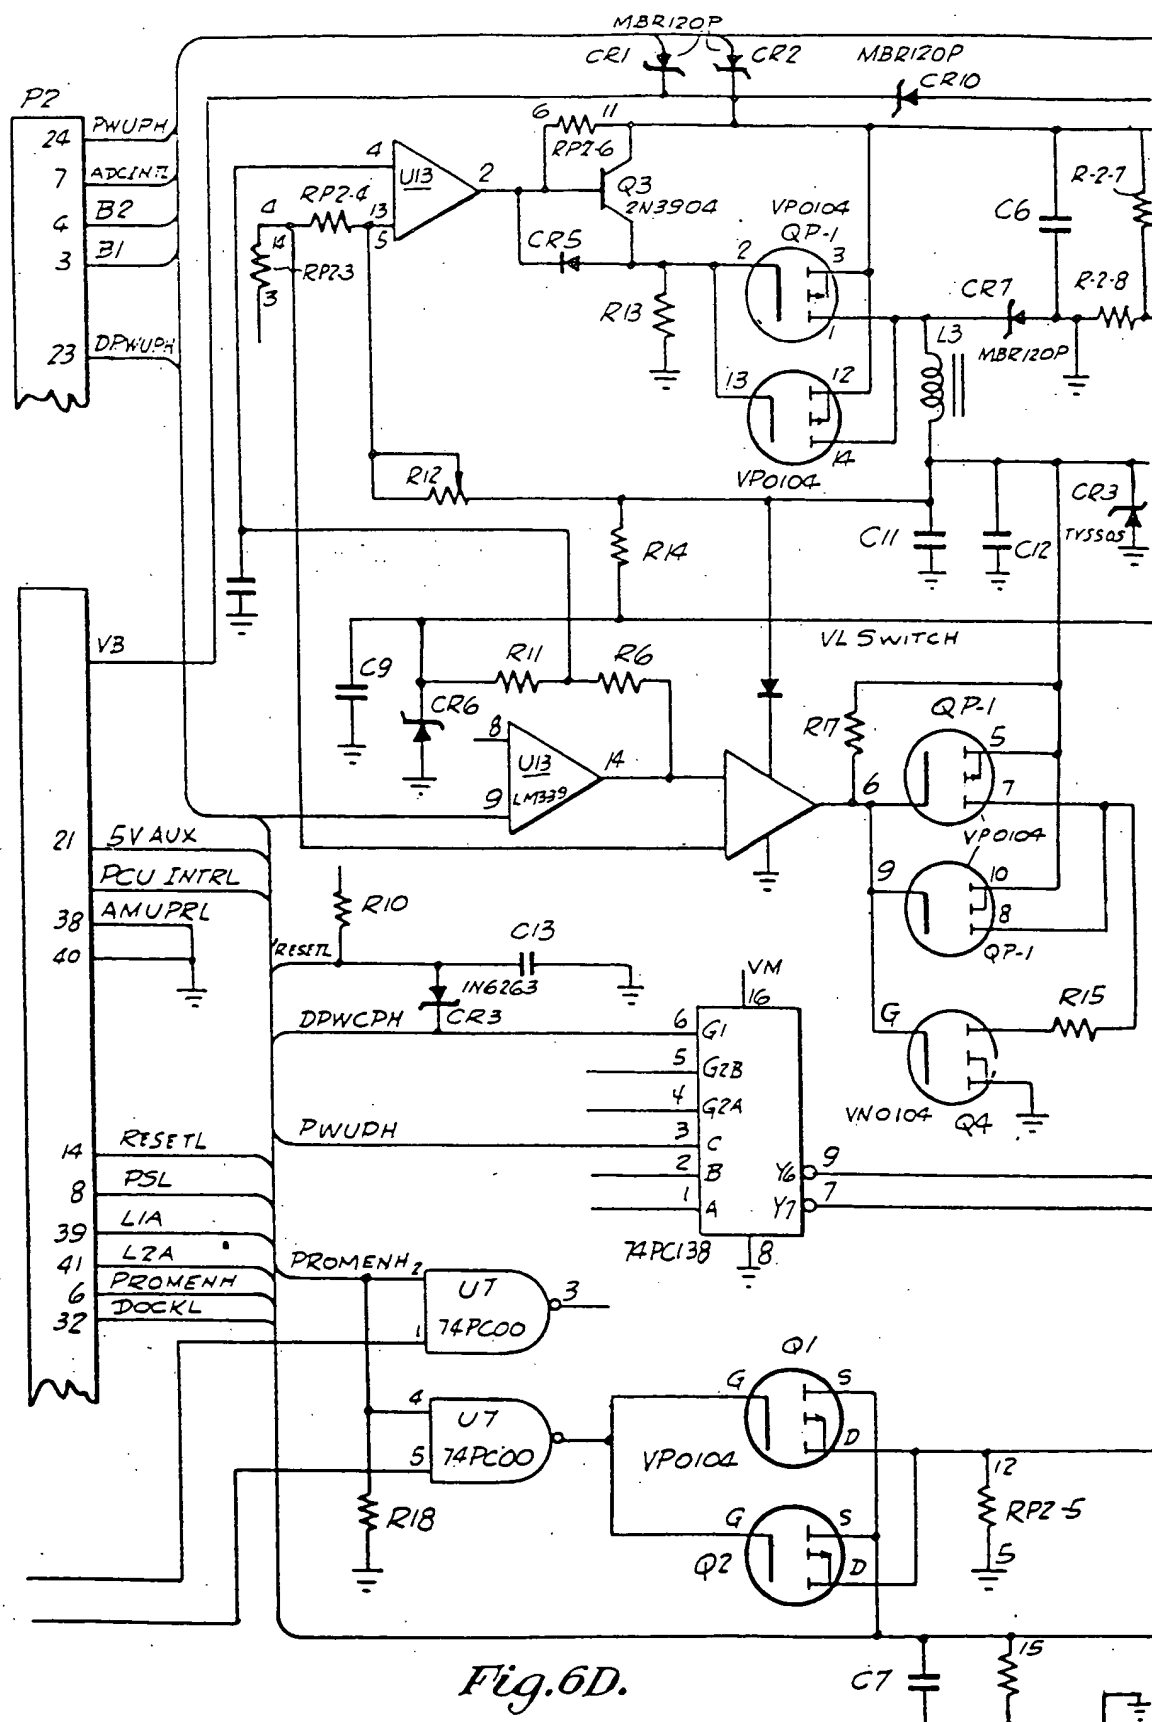 MBR120P
CR1
CR2
MBR120P
CR10
P2
24 PWUPH
7 ADCINTL
4 B2
3 B1
23 DPWUPH
6 11
RP2-6
4
U13
2
Q3
2N3904
RP2-4
4
14
13
5
RP23
3
CR5
R13
VP0104
QP-1
2
3
1
13
12
14
VP0104
C6
R-2-7
R-2-8
CR7
MBR120P
L3
R12
R14
C11
C12
CR3
TVS505
VL SWITCH
VB
C9
CR6
R11
R6
8
U13
LM339
9
14
R7
QP-1
5
6
7
VP0104
9
10
8
QP-1
21 5V AUX
PCU INTRL
38 AMUPRL
40
R10
RESETL
C13
1N6263
CR3
DPWCPH
VM
16
6 G1
5 G2B
4 G2A
PWUDH
3 C
2 B
1 A
Y6 9
Y7 7
74PC138
8
G
R15
VN0104
Q4
14 RESETL
8 PSL
39 L1A
41 L2A
6 PROMENH
32 DOCKL
PROMENH
2
1
U7
74PC00
3
4
5
U7
74PC00
R18
VP0104
Q1
G
S
D
Q2
G
S
D
12
RP2-5
5
C7
15
Fig.6D.